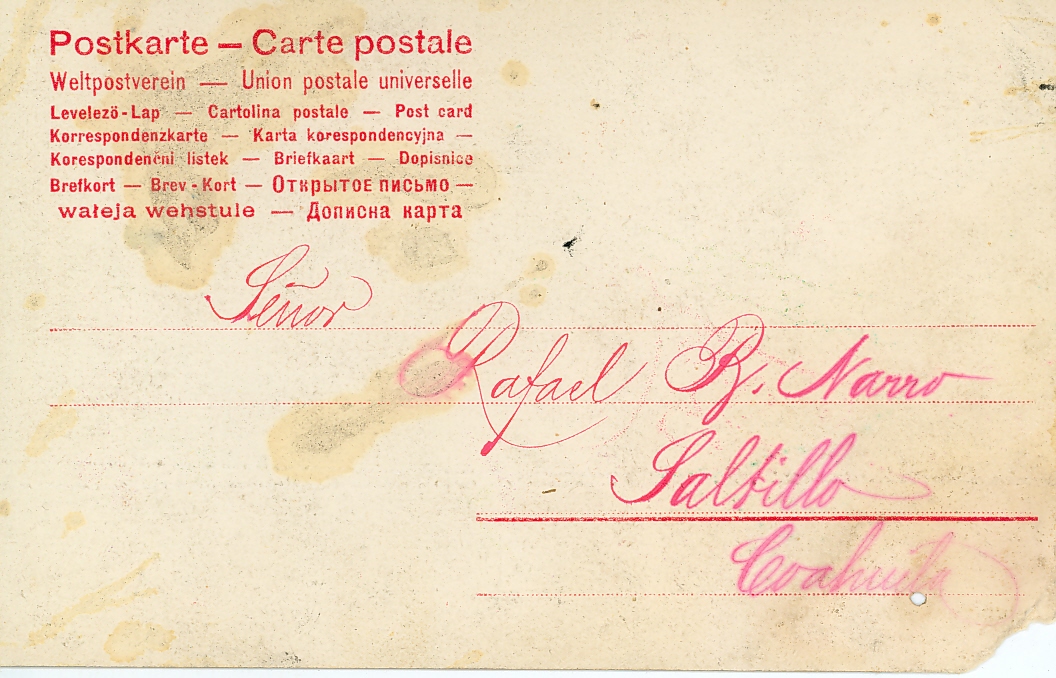 Postkarte — Carte postale
Weltpostverein — Union postale universelle
Levelezö-Lap — Cartolina postale — Post card
Korrespondenzkarte — Karta korespondencyjna —
Korespondenčni listek — Briefkaart — Dopisnice
Brefkort — Brev-Kort — Открытое письмо —
wałeja wehstule — Дописна карта
Señor
Rafael R. Narro
Saltillo
Coahuila